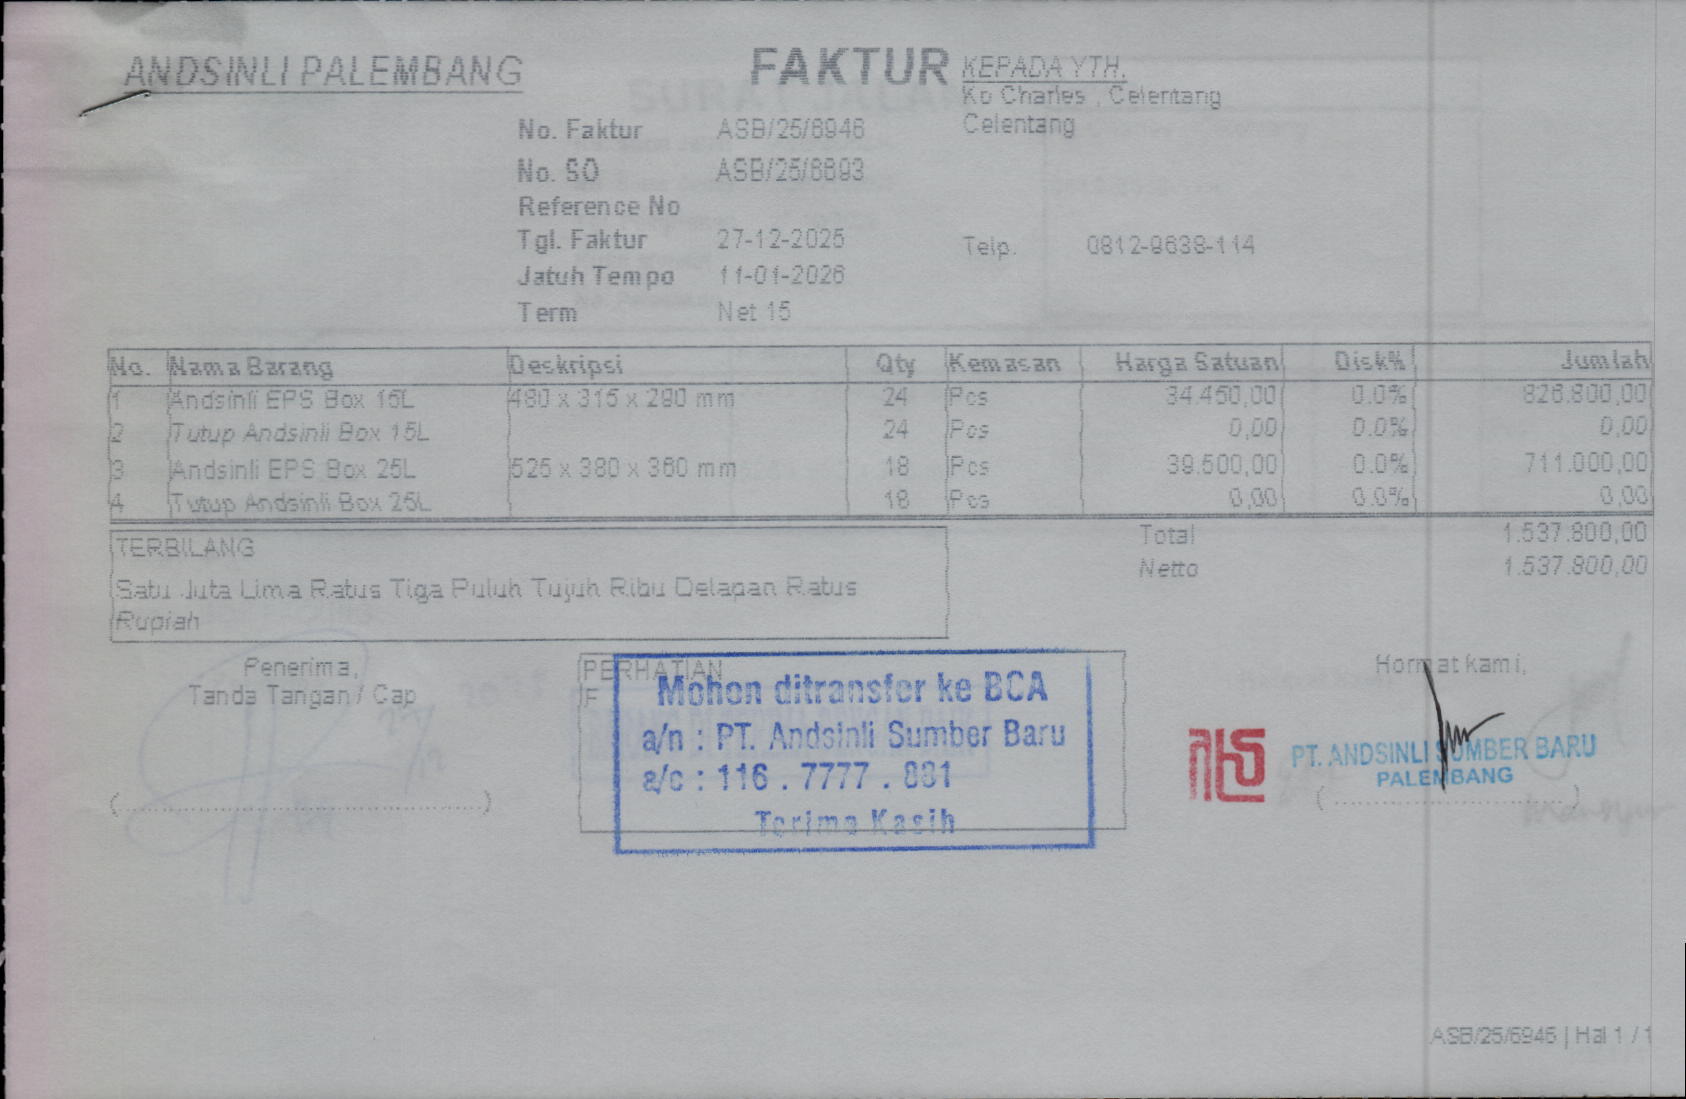 ANDSINLI PALEMBANG
FAKTUR
KEPADA YTH.
Ko Charles , Celentang
Celentang
No. Faktur ASB/25/6946
No. SO ASB/25/6893
Reference No
Tgl. Faktur 27-12-2025
Telp. 0812-9638-114
Jatuh Tempo 11-01-2026
Term Net 15
No. Nama Barang Deskripsi Qty Kemasan Harga Satuan Disk% Jumlah
1 Andsinli EPS Box 15L 480 x 315 x 290 mm 24 Pcs 34.450,00 0.0% 826.800,00
2 Tutup Andsinli Box 15L 24 Pcs 0,00 0.0% 0,00
3 Andsinli EPS Box 25L 525 x 380 x 360 mm 18 Pcs 39.500,00 0.0% 711.000,00
4 Tutup Andsinli Box 25L 18 Pcs 0,00 0.0% 0,00
Total 1.537.800,00
Netto 1.537.800,00
TERBILANG
Satu Juta Lima Ratus Tiga Puluh Tujuh Ribu Delapan Ratus
Rupiah
Penerima,
Tanda Tangan / Cap
PERHATIAN
Mohon ditransfer ke BCA
a/n : PT. Andsinli Sumber Baru
a/c : 116 . 7777 . 881
Terima Kasih
Hormat kami,
PT. ANDSINLI SUMBER BARU
PALEMBANG
ASB/25/6946 | Hal 1 / 1